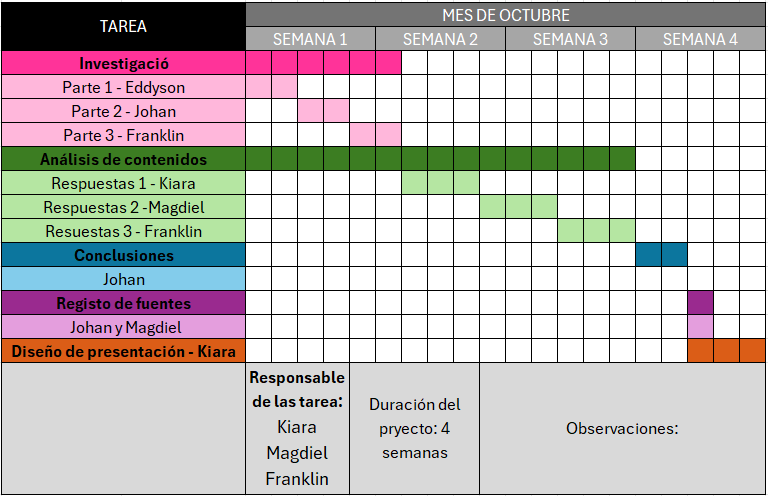 TAREA
MES DE OCTUBRE
SEMANA 1
SEMANA 2
SEMANA 3
SEMANA 4
Investigació
Parte 1 - Eddyson
Parte 2 - Johan
Parte 3 - Franklin
Análisis de contenidos
Respuestas 1 - Kiara
Respuestas 2 -Magdiel
Resuestas 3 - Franklin
Conclusiones
Johan
Registo de fuentes
Johan y Magdiel
Diseño de presentación - Kiara
Responsable
de las tarea:
Kiara
Magdiel
Franklin
Duración del
pryecto: 4
semanas
Observaciones: